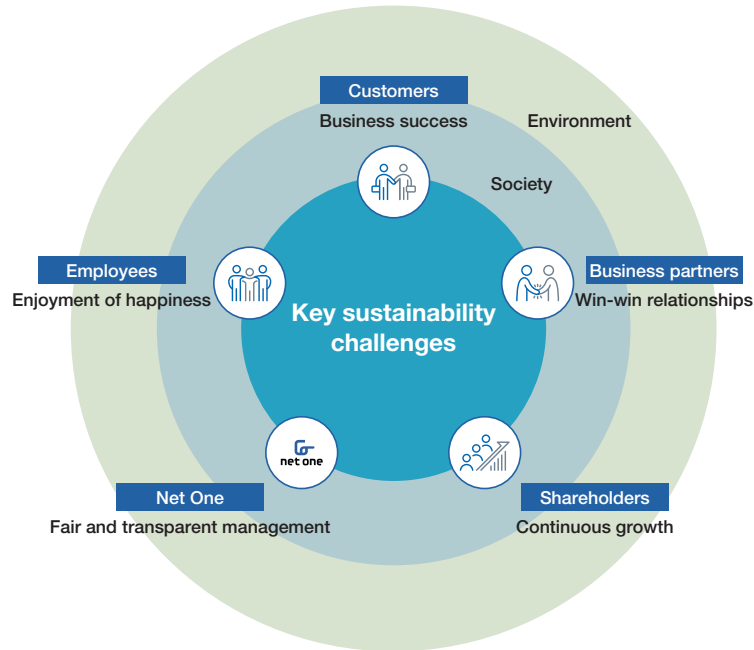 Customers
Business success
Environment
Society
Employees
Enjoyment of happiness
Business partners
Win-win relationships
Key sustainability
challenges
net one
Net One
Fair and transparent management
Shareholders
Continuous growth